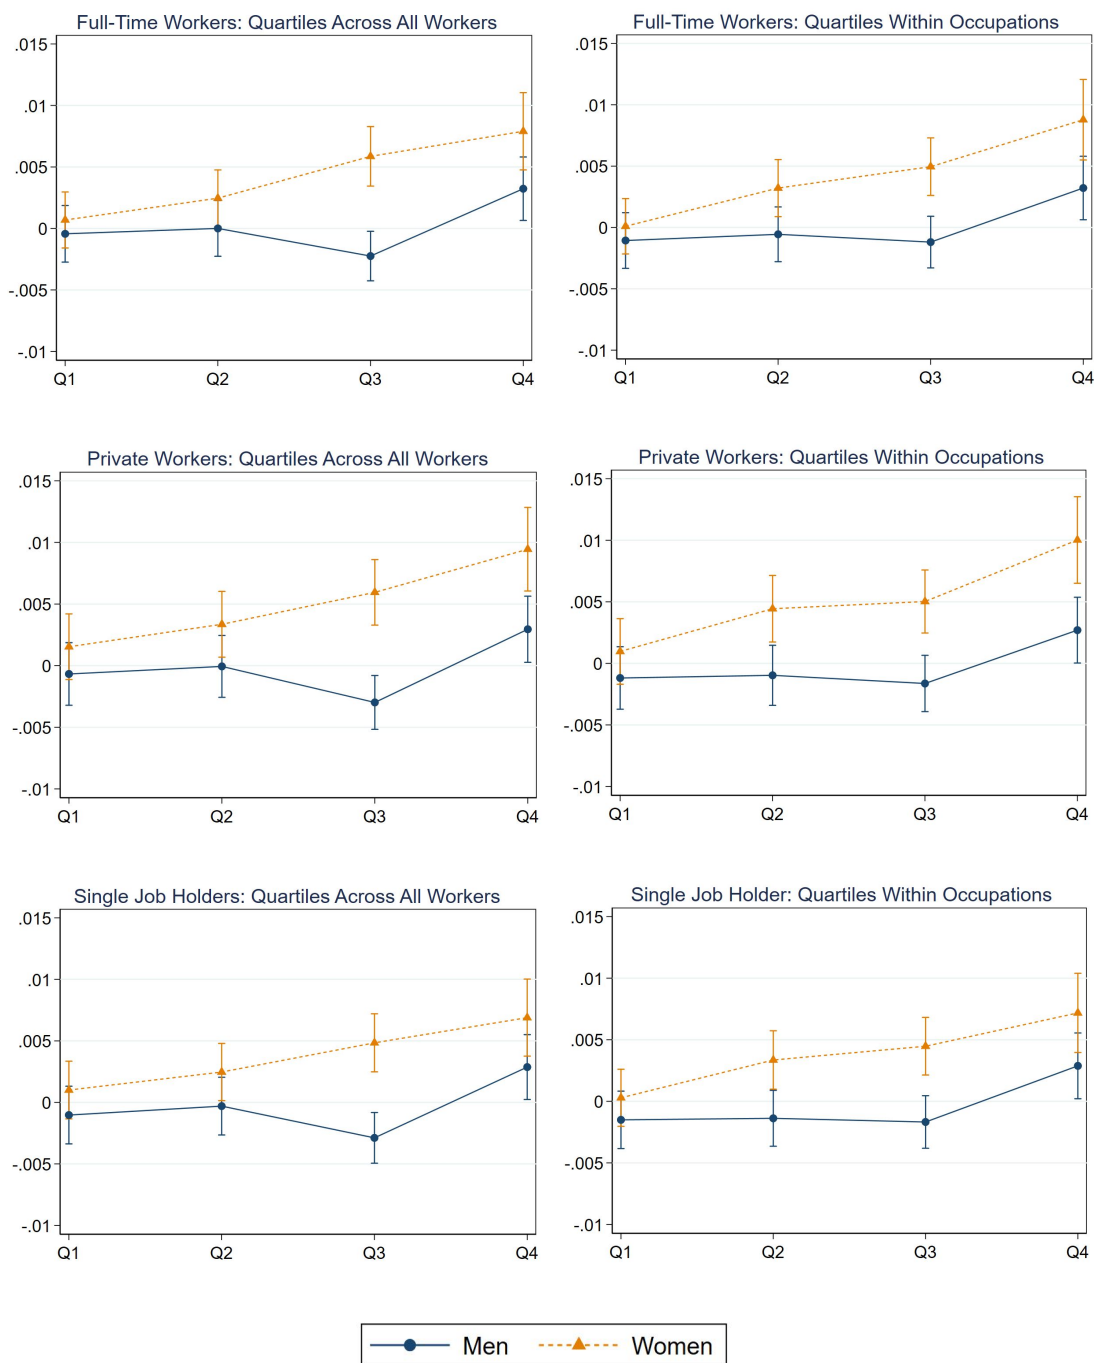 Full-Time Workers: Quartiles Across All Workers
.015
.01
.005
0
-.005
-.01
Q1 Q2 Q3 Q4
Full-Time Workers: Quartiles Within Occupations
.015
.01
.005
0
-.005
-.01
Q1 Q2 Q3 Q4
Private Workers: Quartiles Across All Workers
.015
.01
.005
0
-.005
-.01
Q1 Q2 Q3 Q4
Private Workers: Quartiles Within Occupations
.015
.01
.005
0
-.005
-.01
Q1 Q2 Q3 Q4
Single Job Holders: Quartiles Across All Workers
.015
.01
.005
0
-.005
-.01
Q1 Q2 Q3 Q4
Single Job Holder: Quartiles Within Occupations
.015
.01
.005
0
-.005
-.01
Q1 Q2 Q3 Q4
Men Women